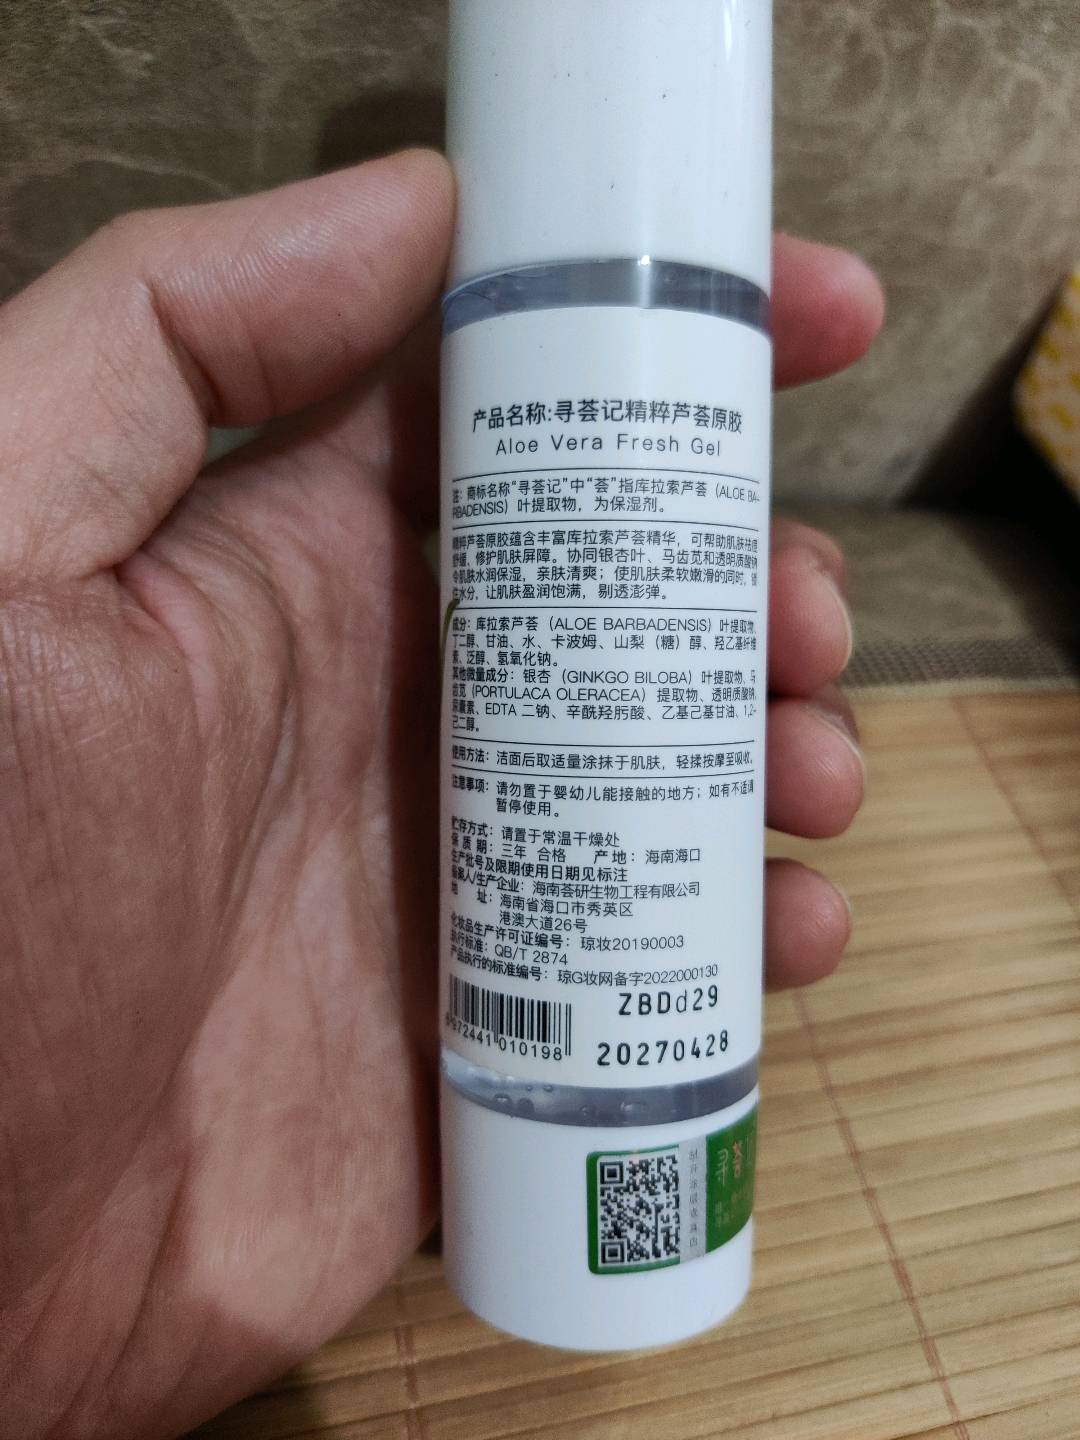 产品名称:寻荟记精粹芦荟原胶
Aloe Vera Fresh Gel
注：商标名称“寻荟记”中“荟”指库拉索芦荟（ALOE BA-
RBADENSIS）叶提取物，为保湿剂。
精粹芦荟原胶蕴含丰富库拉索芦荟精华，可帮助肌肤祛痘
舒缓、修护肌肤屏障。协同银杏叶、马齿苋和透明质酸钠
令肌肤水润保湿，亲肤清爽；使肌肤柔软嫩滑的同时，锁
住水分，让肌肤盈润饱满，剔透澎弹。
成分：库拉索芦荟（ALOE BARBADENSIS）叶提取物、
丁二醇、甘油、水、卡波姆、山梨（糖）醇、羟乙基纤维
素、泛醇、氢氧化钠。
其他微量成分：银杏（GINKGO BILOBA）叶提取物、马
齿苋（PORTULACA OLERACEA）提取物、透明质酸钠、
尿囊素、EDTA 二钠、辛酰羟肟酸、乙基己基甘油、1,2-
己二醇。
使用方法：洁面后取适量涂抹于肌肤，轻揉按摩至吸收。
注意事项：请勿置于婴幼儿能接触的地方；如有不适请
暂停使用。
贮存方式：请置于常温干燥处
保 质 期：三年 合格 产 地：海南海口
生产批号及限期使用日期见标注
备案人/生产企业：海南荟研生物工程有限公司
地 址：海南省海口市秀英区
港澳大道26号
化妆品生产许可证编号：琼妆20190003
执行标准：QB/T 2874
产品执行的标准编号：琼G妆网备字2022000130
ZBDd29
6 972441 010198
20270428
寻荟